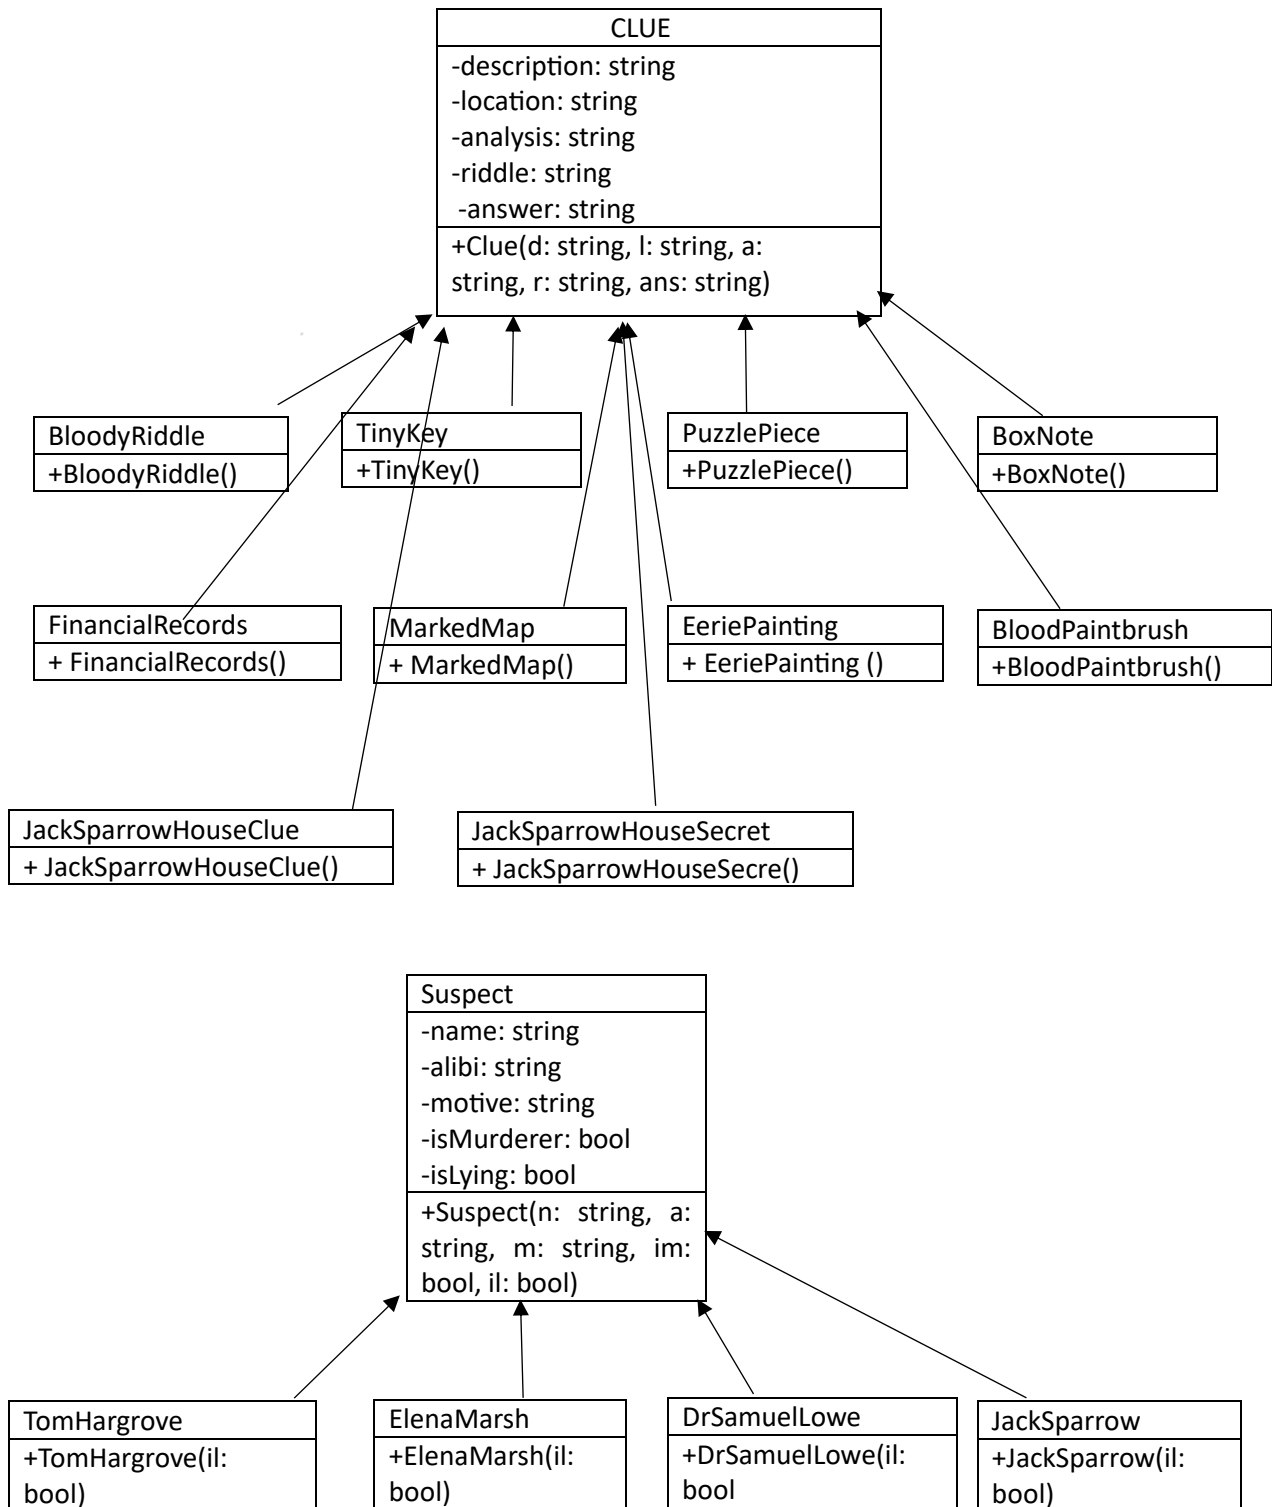 CLUE
-description: string
-location: string
-analysis: string
-riddle: string
-answer: string
+Clue(d: string, l: string, a:
string, r: string, ans: string)
BloodyRiddle
+BloodyRiddle()
TinyKey
+TinyKey()
PuzzlePiece
+PuzzlePiece()
BoxNote
+BoxNote()
FinancialRecords
+ FinancialRecords()
MarkedMap
+ MarkedMap()
EeriePainting
+ EeriePainting ()
BloodPaintbrush
+BloodPaintbrush()
JackSparrowHouseClue
+ JackSparrowHouseClue()
JackSparrowHouseSecret
+ JackSparrowHouseSecre()
Suspect
-name: string
-alibi: string
-motive: string
-isMurderer: bool
-isLying: bool
+Suspect(n: string, a:
string, m: string, im:
bool, il: bool)
TomHargrove
+TomHargrove(il:
bool)
ElenaMarsh
+ElenaMarsh(il:
bool)
DrSamuelLowe
+DrSamuelLowe(il:
bool
JackSparrow
+JackSparrow(il:
bool)